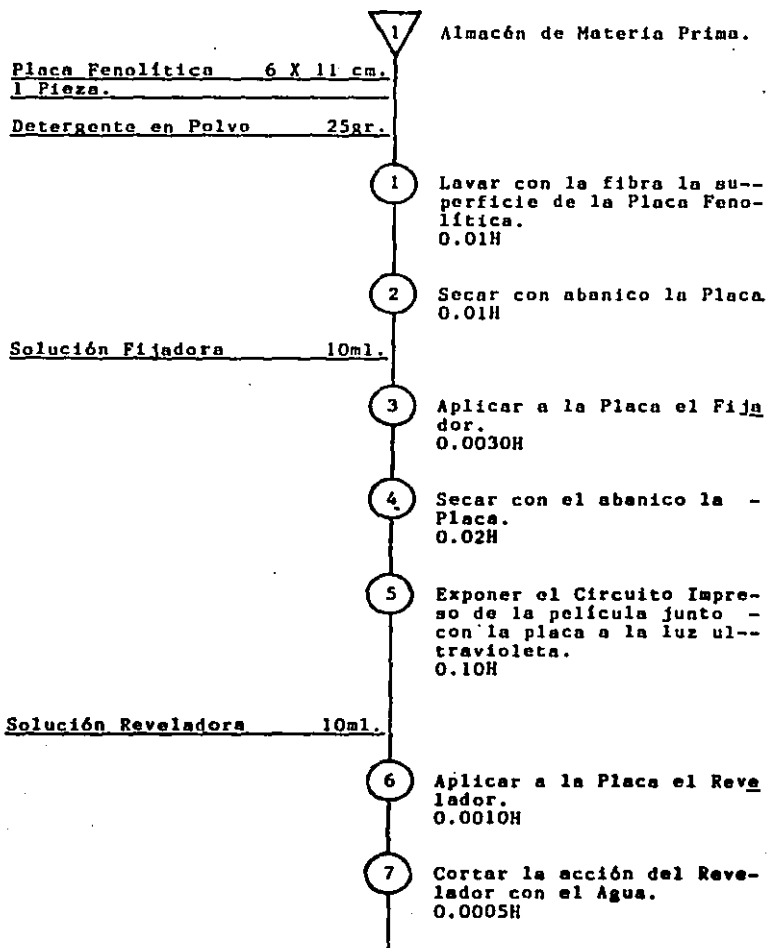 1 Almacén de Materia Prima.
Placa Fenolítica 6 X 11 cm.
1 Pieza.
Detergente en Polvo 25gr.
1 Lavar con la fibra la su--
perficie de la Placa Feno-
lítica.
0.01H
2 Secar con abanico la Placa
0.01H
Solución Fijadora 10ml.
3 Aplicar a la Placa el Fija
dor.
0.0030H
4 Secar con el abanico la -
Placa.
0.02H
5 Exponer el Circuito Impre-
so de la película junto -
con la placa a la luz ul--
travioleta.
0.10H
Solución Reveladora 10ml.
6 Aplicar a la Placa el Reve
lador.
0.0010H
7 Cortar la acción del Reve-
lador con el Agua.
0.0005H